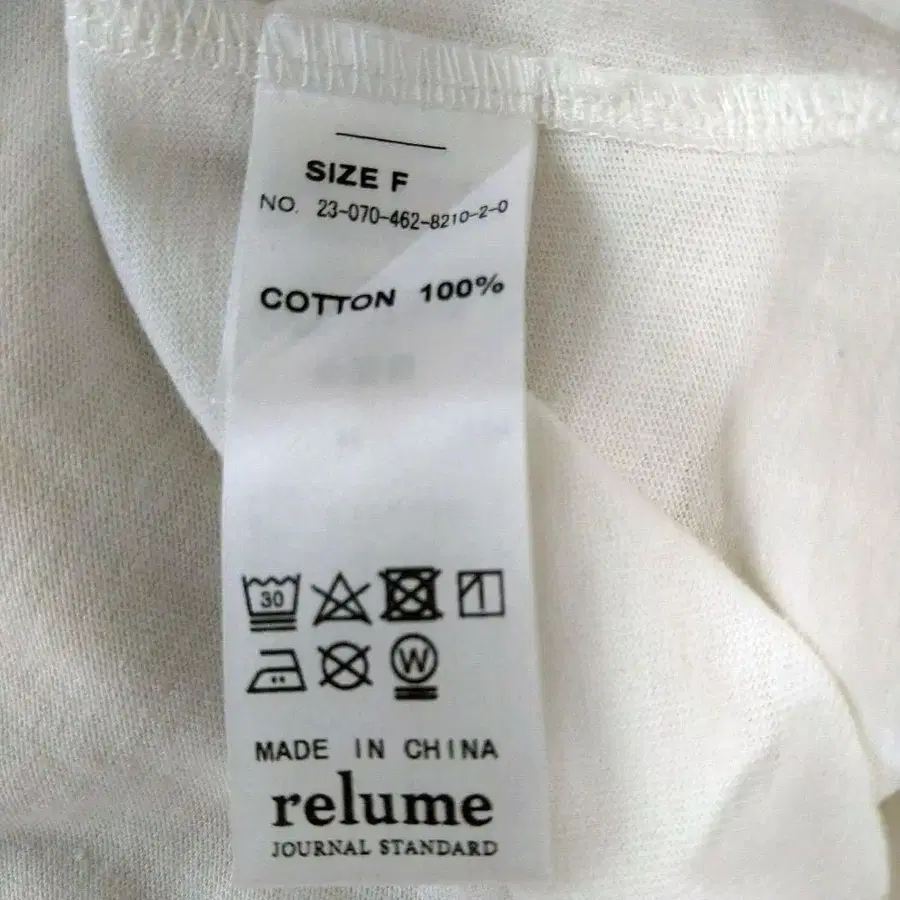 SIZE F
NO. 23-070-462-8210-2-0
COTTON 100%
30
W
MADE IN CHINA
relume
JOURNAL STANDARD